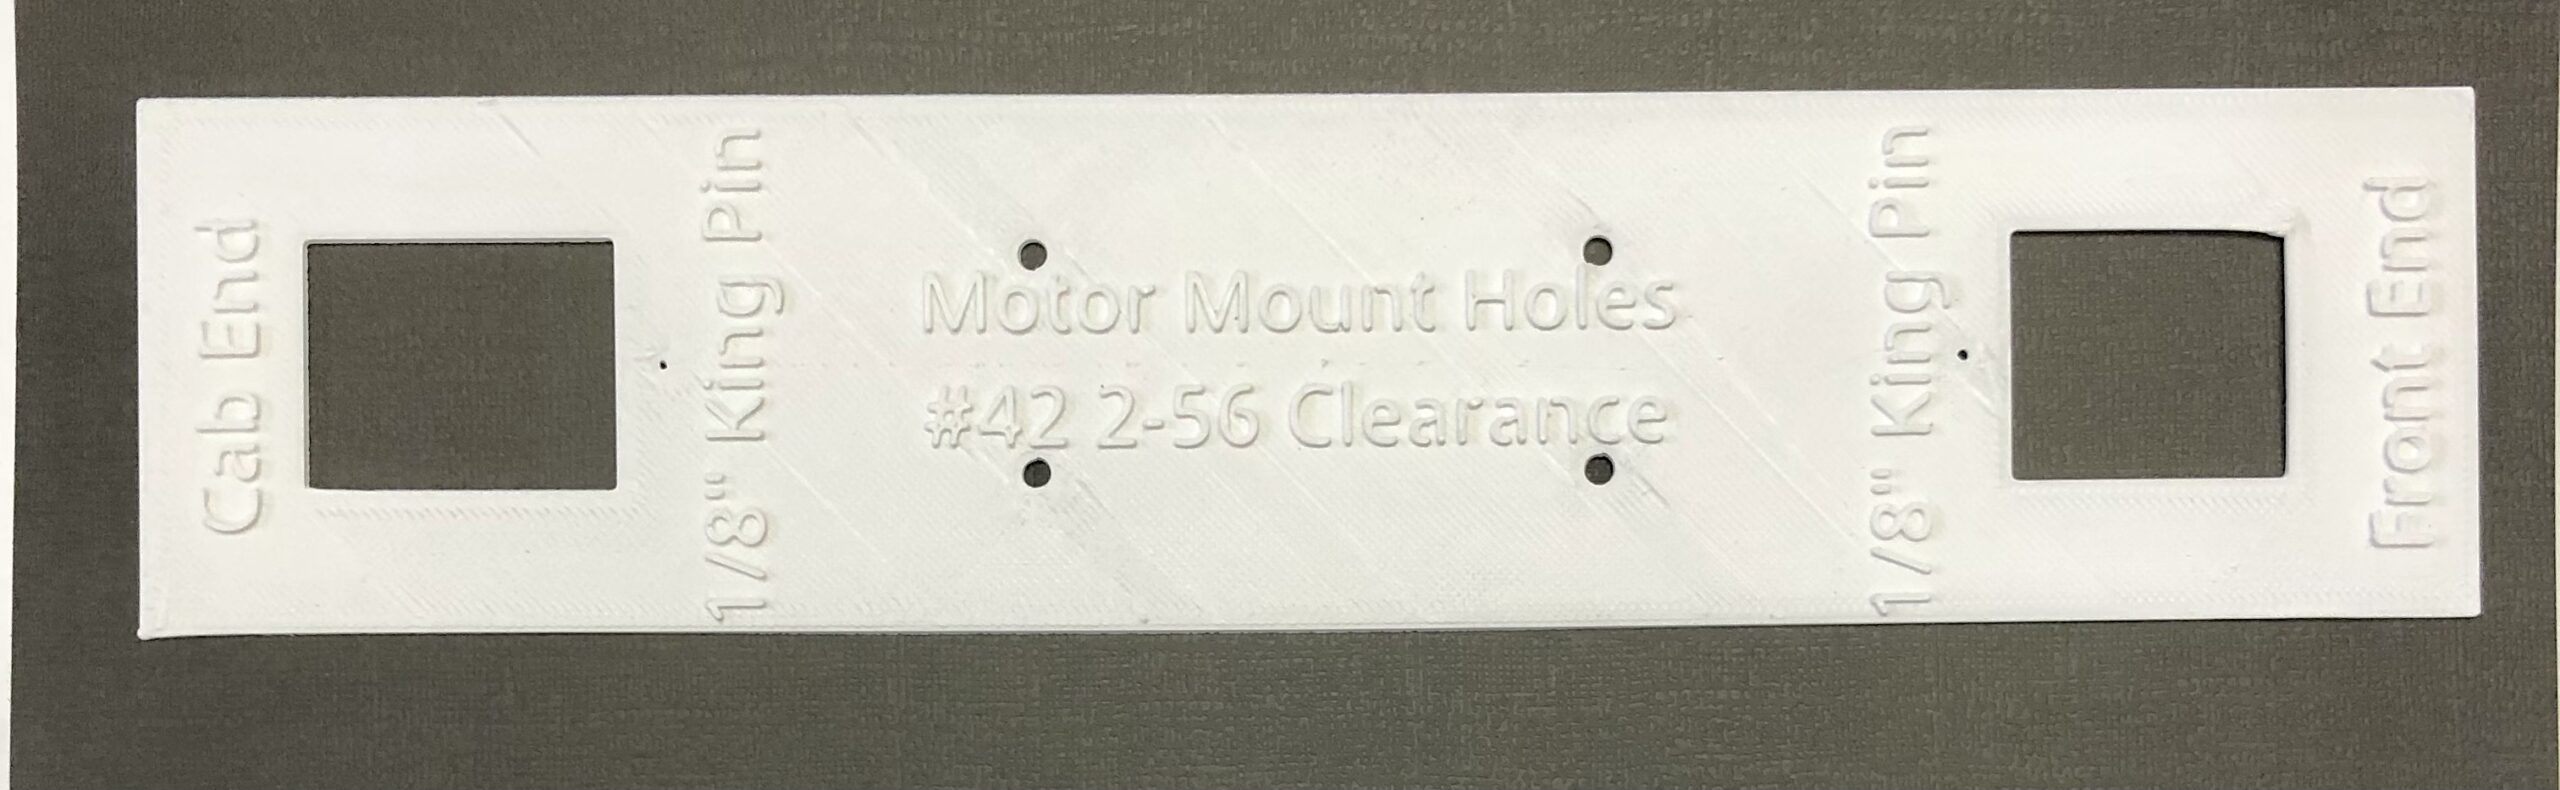 Cab End
1/8" King Pin
Motor Mount Holes
#42 2-56 Clearance
1/8" King Pin
Front End